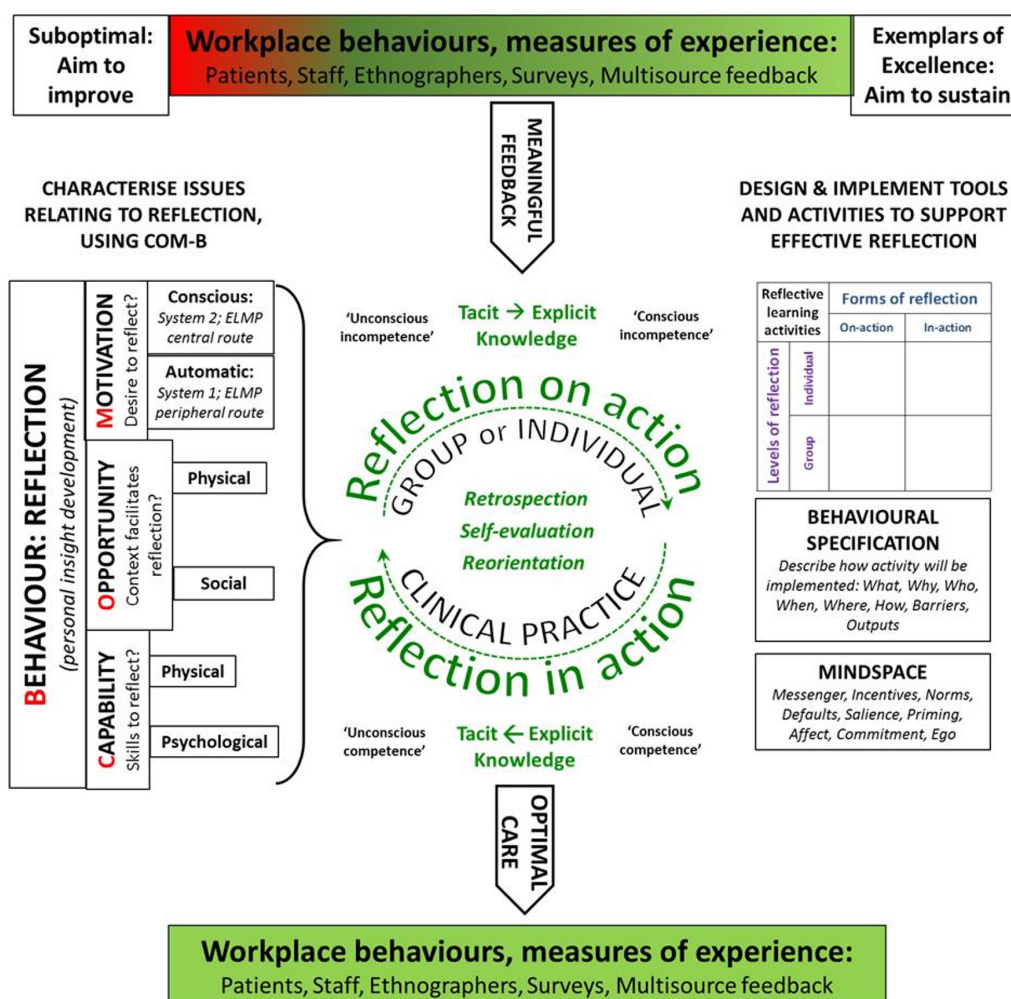 Suboptimal:
Aim to
improve
Workplace behaviours, measures of experience:
Patients, Staff, Ethnographers, Surveys, Multisource feedback
Exemplars of
Excellence:
Aim to sustain
MEANINGFUL
FEEDBACK
CHARACTERISE ISSUES
RELATING TO REFLECTION,
USING COM-B
BEHAVIOUR: REFLECTION
(personal insight development)
MOTIVATION
Desire to reflect?
Conscious:
System 2; ELMP
central route
Automatic:
System 1; ELMP
peripheral route
OPPORTUNITY
Context facilitates
reflection?
Physical
Social
CAPABILITY
Skills to reflect?
Physical
Psychological
'Unconscious
incompetence'
Tacit → Explicit
Knowledge
'Conscious
incompetence'
Reflection on action
GROUP or INDIVIDUAL
Retrospection
Self-evaluation
Reorientation
CLINICAL PRACTICE
Reflection in action
'Unconscious
competence'
Tacit ← Explicit
Knowledge
'Conscious
competence'
DESIGN & IMPLEMENT TOOLS
AND ACTIVITIES TO SUPPORT
EFFECTIVE REFLECTION
Reflective
learning
activities
Forms of reflection
On-action
In-action
Levels of reflection
Individual
Group
BEHAVIOURAL
SPECIFICATION
Describe how activity will be
implemented: What, Why, Who,
When, Where, How, Barriers,
Outputs
MINDSPACE
Messenger, Incentives, Norms,
Defaults, Salience, Priming,
Affect, Commitment, Ego
OPTIMAL
CARE
Workplace behaviours, measures of experience:
Patients, Staff, Ethnographers, Surveys, Multisource feedback